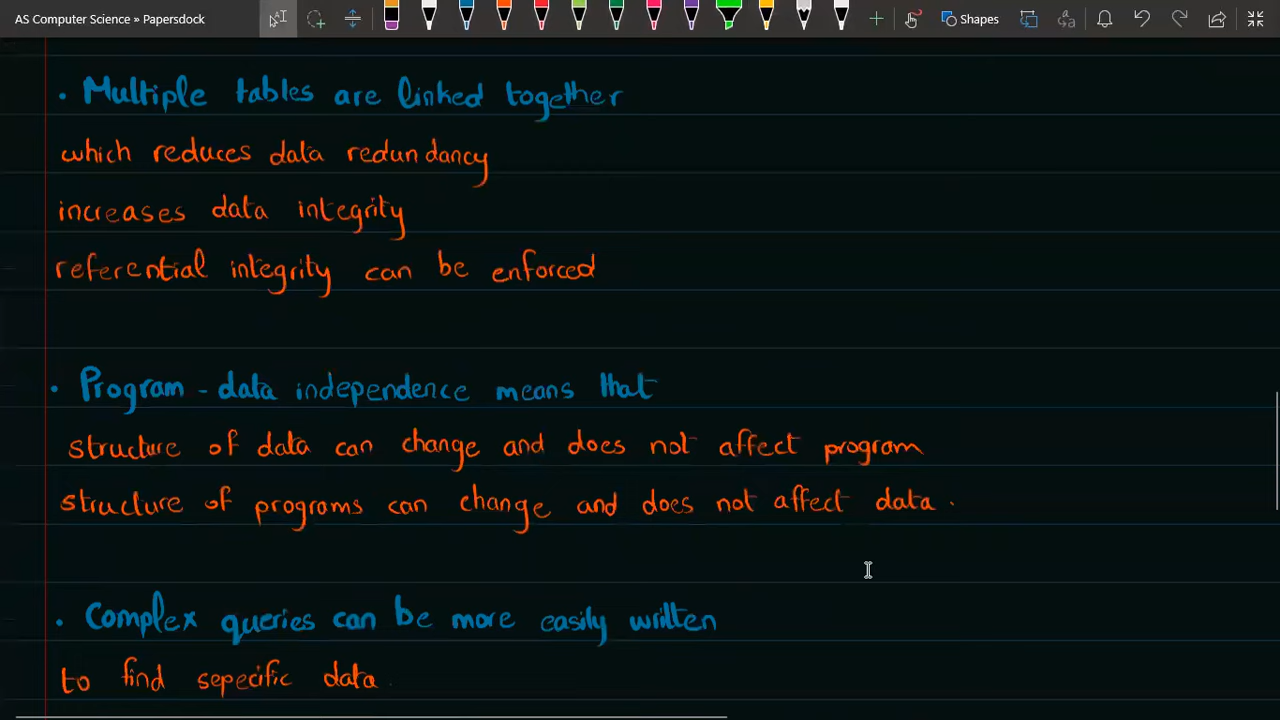 AS Computer Science » Papersdock
Shapes
• Multiple tables are linked together
which reduces data redundancy
increases data integrity
referential integrity can be enforced
• Program - data independence means that
structure of data can change and does not affect program
structure of programs can change and does not affect data.
• Complex queries can be more easily written
to find sepecific data.